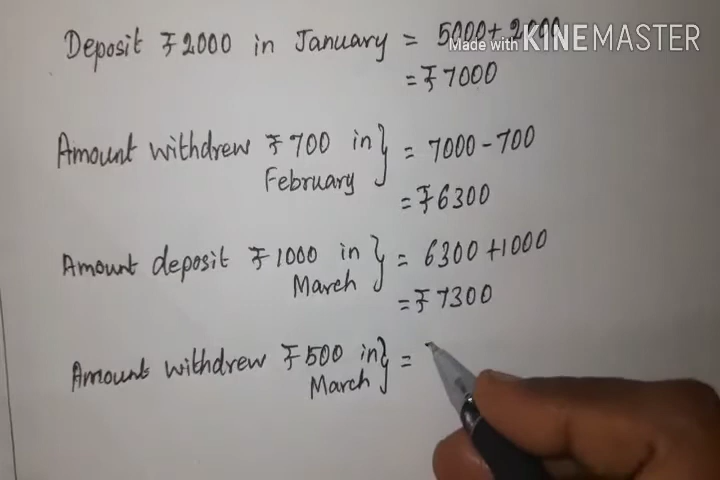 Deposit ₹2000 in January = 5000+2000
Made with KINEMASTER
= ₹7000
Amount withdrew ₹700 in } = 7000-700
February
= ₹6300
Amount deposit ₹1000 in } = 6300+1000
March
= ₹7300
Amount withdrew ₹500 in } =
March